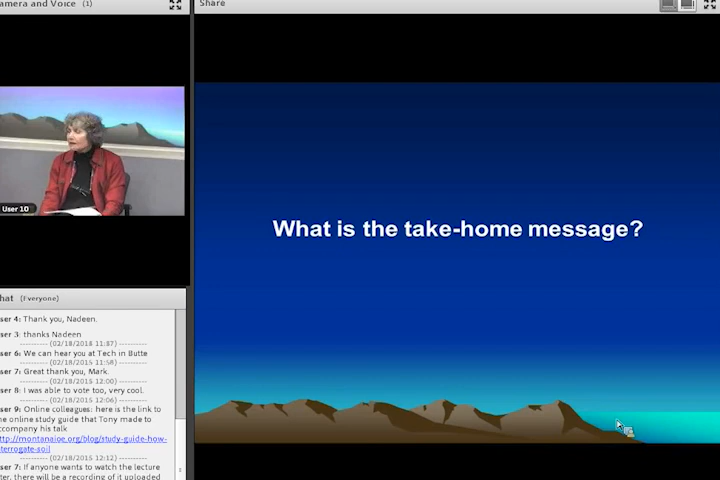 amera and Voice (1)
Share
User 10
What is the take-home message?
hat (Everyone)
ser 4: Thank you, Nadeen.
ser 3: thanks Nadeen
---------- (02/18/2015 11:87) ----------
ser 6: We can hear you at Tech in Butte
---------- (02/18/2015 11:58) ----------
ser 7: Great thank you, Mark.
---------- (02/18/2015 12:00) ----------
ser 8: I was able to vote too, very cool.
---------- (02/18/2015 12:06) ----------
ser 9: Online colleagues: here is the link to
he online study guide that Tony made to
ccompany his talk
http://montanaioe.org/blog/study-guide-how-
nterrogate-soil
---------- (02/18/2015 12:12) ----------
ser 7: If anyone wants to watch the lecture
ter, there will be a recording of it uploaded